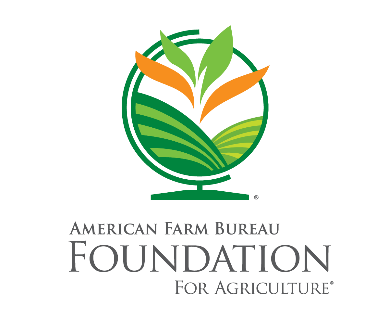 ®
AMERICAN FARM BUREAU
FOUNDATION
FOR AGRICULTURE®